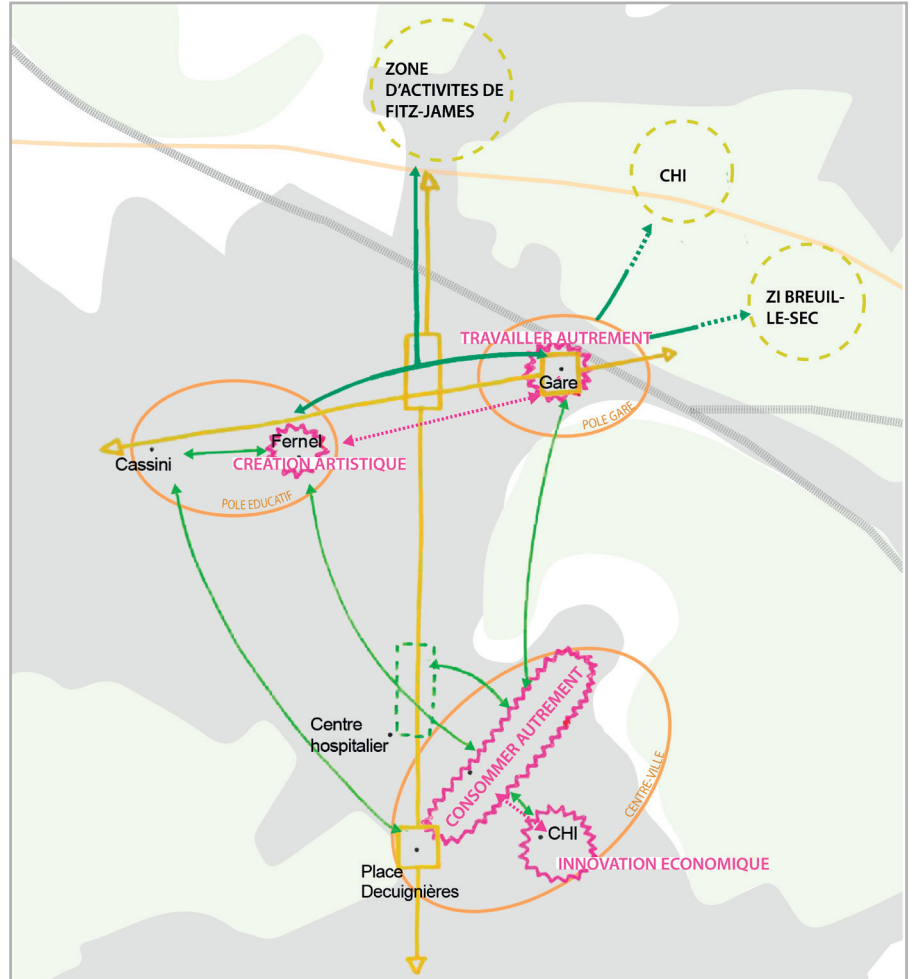 ZONE
D'ACTIVITES DE
FITZ-JAMES
CHI
ZI BREUIL-
LE-SEC
TRAVAILLER AUTREMENT
Gare
POLE GARE
Fernel
Cassini
CREATION ARTISTIQUE
POLE EDUCATIF
Centre
hospitalier
CONSOMMER AUTREMENT
CENTRE-VILLE
CHI
INNOVATION ECONOMIQUE
Place
Decuignières